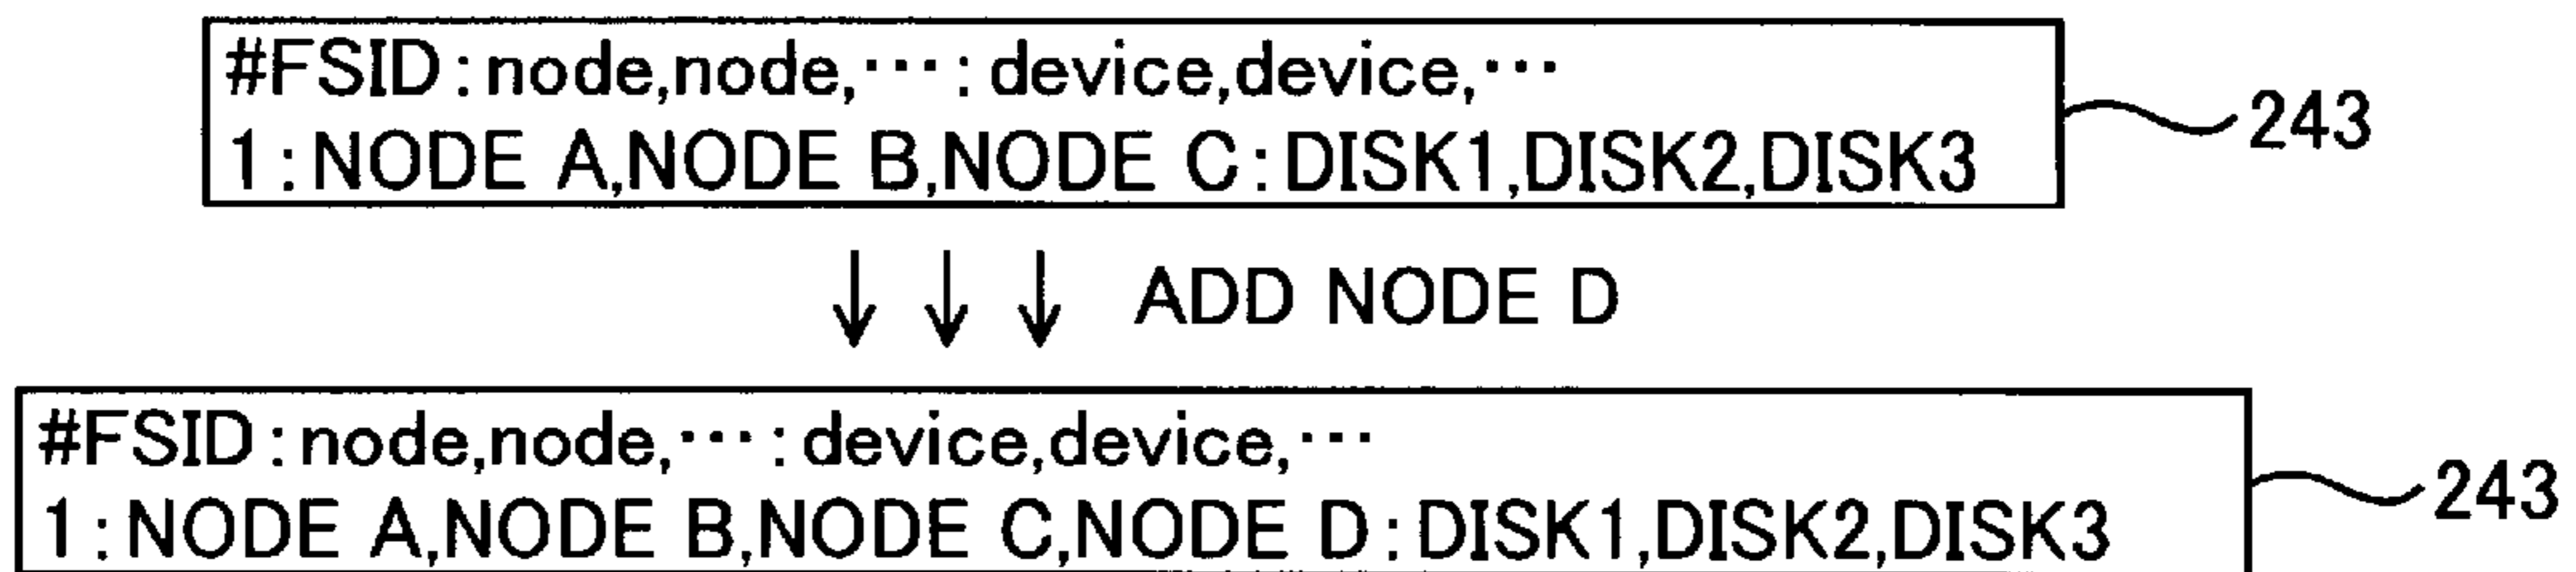 #FSID:node,node,···:device,device,···
1:NODE A,NODE B,NODE C:DISK1,DISK2,DISK3
243
ADD NODE D
#FSID:node,node,···:device,device,···
1:NODE A,NODE B,NODE C,NODE D:DISK1,DISK2,DISK3
243